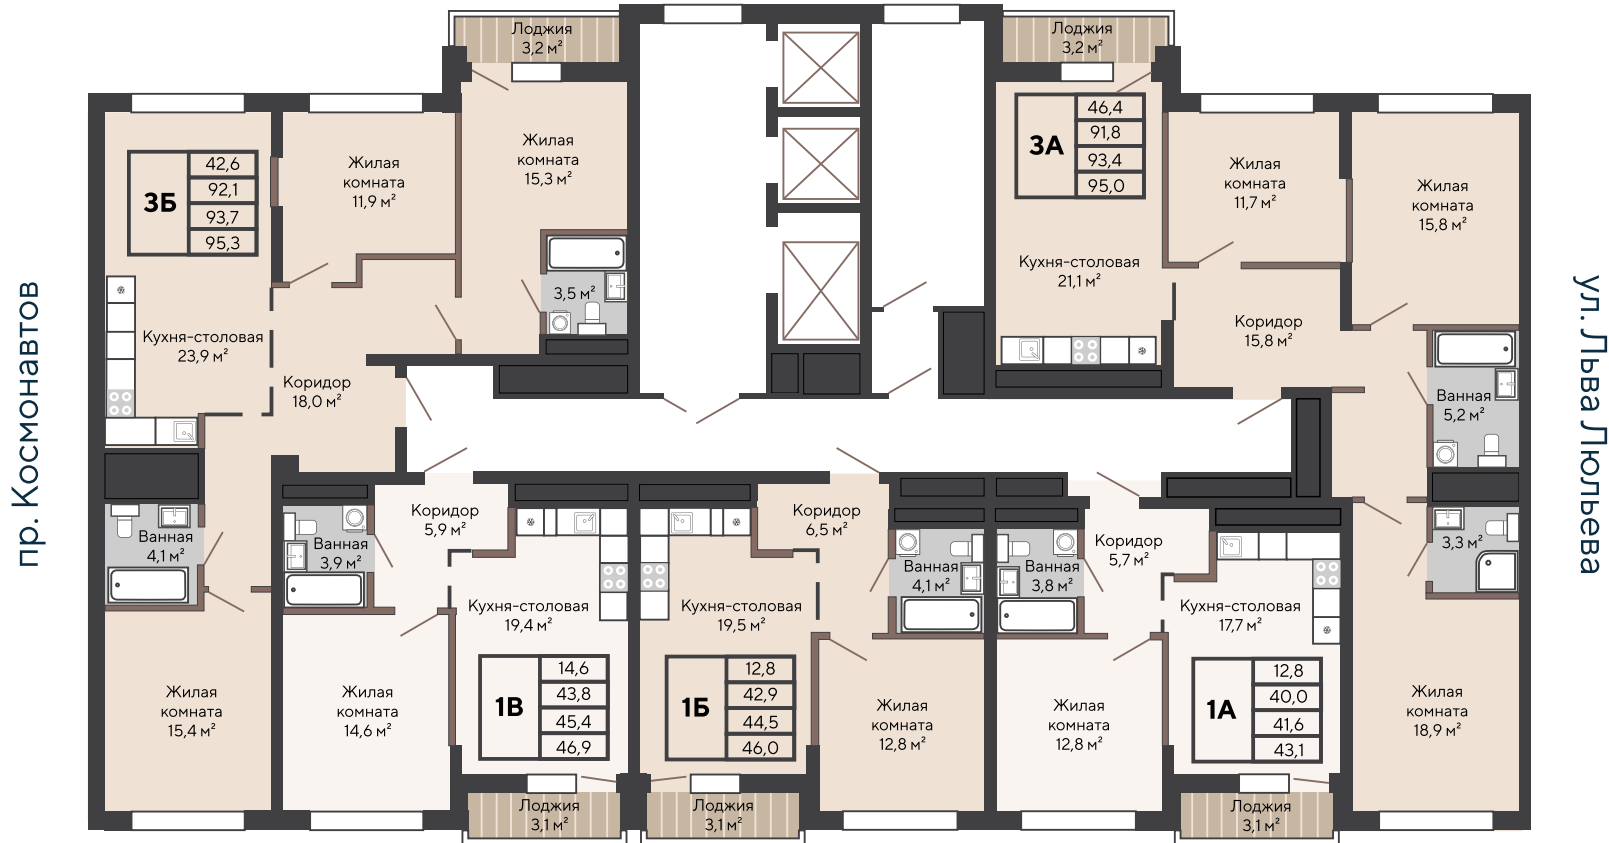 пр. Космонавтов
ул. Льва Люльева
Лоджия
3,2 м²
3Б
42,6
92,1
93,7
95,3
Жилая
комната
11,9 м²
Жилая
комната
15,3 м²
3,5 м²
Кухня-столовая
23,9 м²
Коридор
18,0 м²
Ванная
4,1 м²
Жилая
комната
15,4 м²
Лоджия
3,2 м²
3А
46,4
91,8
93,4
95,0
Жилая
комната
11,7 м²
Жилая
комната
15,8 м²
Кухня-столовая
21,1 м²
Коридор
15,8 м²
Ванная
5,2 м²
3,3 м²
Жилая
комната
18,9 м²
Коридор
5,9 м²
Ванная
3,9 м²
Кухня-столовая
19,4 м²
Жилая
комната
14,6 м²
1В
14,6
43,8
45,4
46,9
Лоджия
3,1 м²
Коридор
6,5 м²
Ванная
4,1 м²
Кухня-столовая
19,5 м²
1Б
12,8
42,9
44,5
46,0
Жилая
комната
12,8 м²
Лоджия
3,1 м²
Коридор
5,7 м²
Ванная
3,8 м²
Кухня-столовая
17,7 м²
Жилая
комната
12,8 м²
1А
12,8
40,0
41,6
43,1
Лоджия
3,1 м²